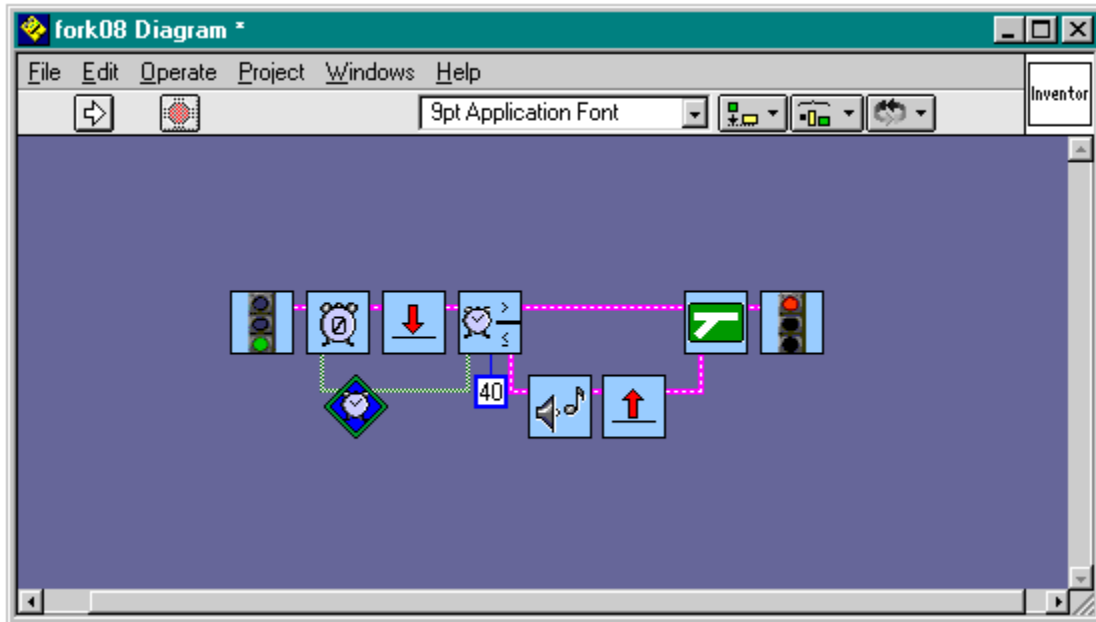 fork08 Diagram *
File Edit Operate Project Windows Help
Inventor
9pt Application Font
0
>
≤
40